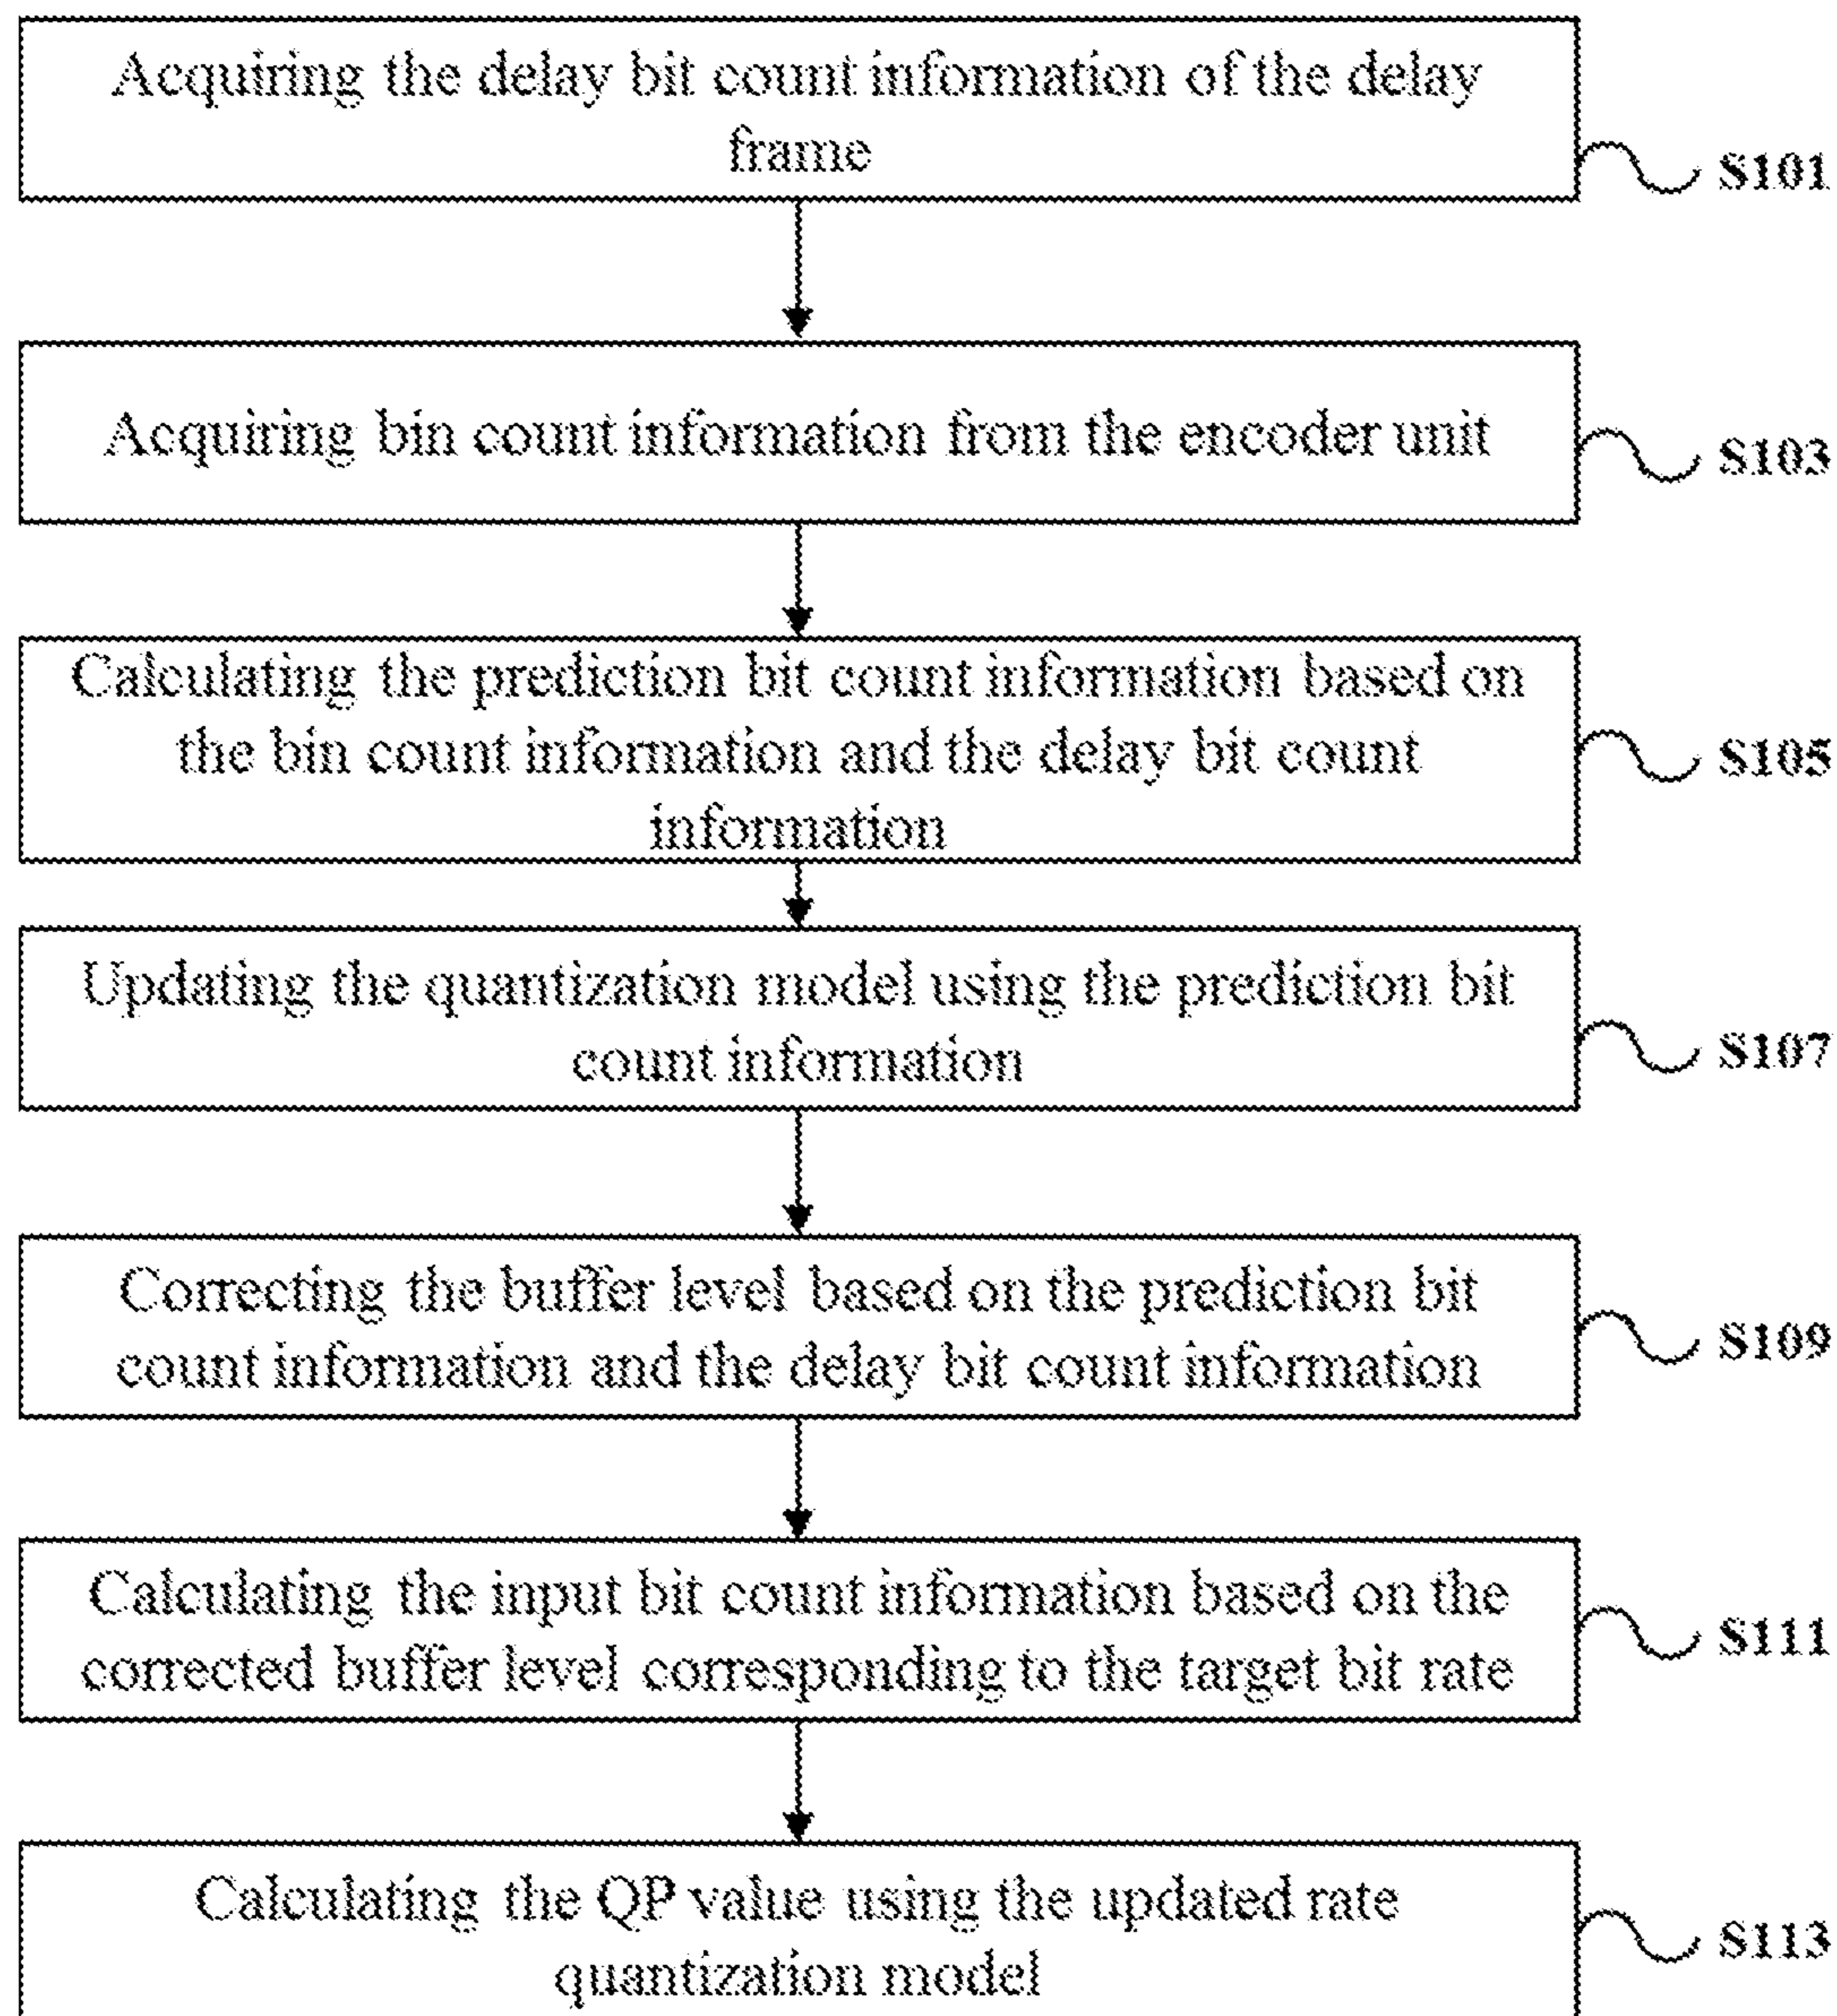 Acquiring the delay bit count information of the delay
frame
S101
Acquiring bin count information from the encoder unit
S103
Calculating the prediction bit count information based on
the bin count information and the delay bit count
information
S105
Updating the quantization model using the prediction bit
count information
S107
Correcting the buffer level based on the prediction bit
count information and the delay bit count information
S109
Calculating the input bit count information based on the
corrected buffer level corresponding to the target bit rate
S111
Calculating the QP value using the updated rate
quantization model
S113